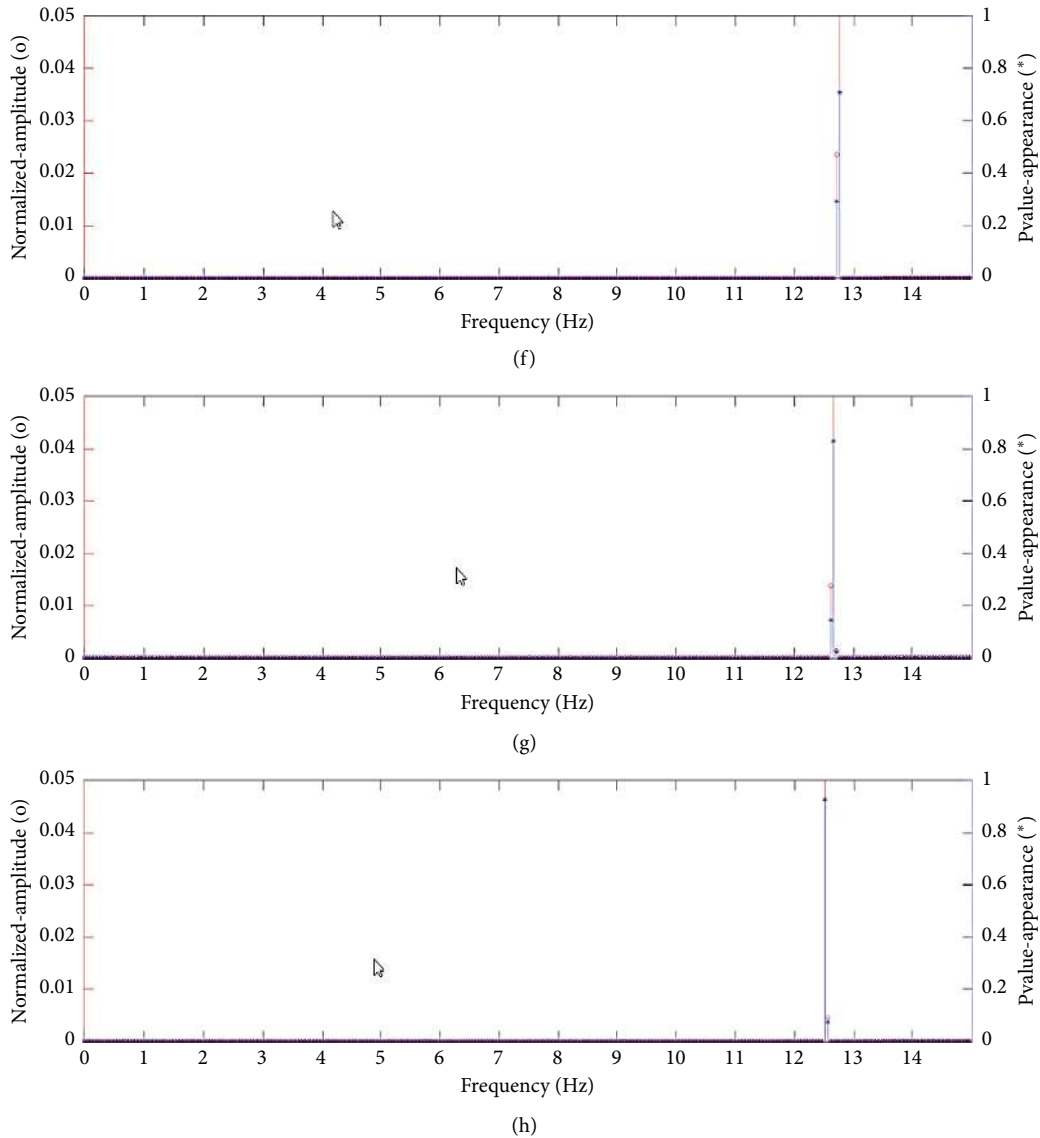 0.05
0.04
0.03
0.02
0.01
0
Normalized-amplitude (o)
1
0.8
0.6
0.4
0.2
0
Pvalue-appearance (*)
0 1 2 3 4 5 6 7 8 9 10 11 12 13 14
Frequency (Hz)
(f)
0.05
0.04
0.03
0.02
0.01
0
Normalized-amplitude (o)
1
0.8
0.6
0.4
0.2
0
Pvalue-appearance (*)
0 1 2 3 4 5 6 7 8 9 10 11 12 13 14
Frequency (Hz)
(g)
0.05
0.04
0.03
0.02
0.01
0
Normalized-amplitude (o)
1
0.8
0.6
0.4
0.2
0
Pvalue-appearance (*)
0 1 2 3 4 5 6 7 8 9 10 11 12 13 14
Frequency (Hz)
(h)